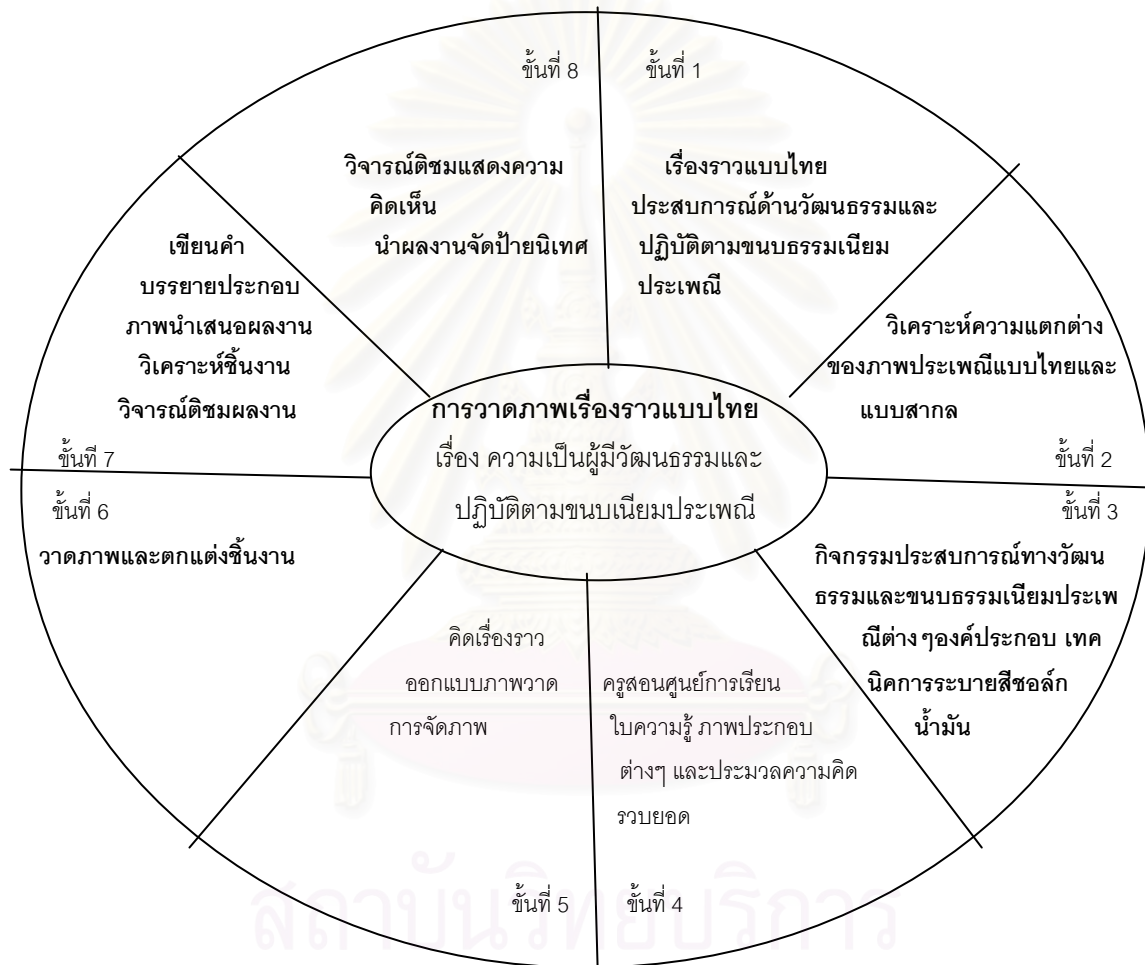 ขั้นที่ 8
วิจารณ์ติชมแสดงความ
คิดเห็น
นำผลงานจัดป้ายนิเทศ
ขั้นที่ 1
เรื่องราวแบบไทย
ประสบการณ์ด้านวัฒนธรรมและ
ปฏิบัติตามขนบธรรมเนียม
ประเพณี
วิเคราะห์ความแตกต่าง
ของภาพประเพณีแบบไทยและ
แบบสากล
ขั้นที่ 2
ขั้นที่ 3
กิจกรรมประสบการณ์ทางวัฒน
ธรรมและขนบธรรมเนียมประเพ
ณีต่าง ๆองค์ประกอบ เทค
นิคการระบายสีชอล์ก
น้ำมัน
ครูสอนศูนย์การเรียน
ใบความรู้ ภาพประกอบ
ต่างๆ และประมวลความคิด
รวบยอด
ขั้นที่ 4
คิดเรื่องราว
ออกแบบภาพวาด
การจัดภาพ
ขั้นที่ 5
ขั้นที่ 6
วาดภาพและตกแต่งชิ้นงาน
เขียนคำ
บรรยายประกอบ
ภาพนำเสนอผลงาน
วิเคราะห์ชิ้นงาน
วิจารณ์ติชมผลงาน
ขั้นที่ 7
การวาดภาพเรื่องราวแบบไทย
เรื่อง ความเป็นผู้มีวัฒนธรรมและ
ปฏิบัติตามขนบเนียมประเพณี
สถาบันวิทยบริการ